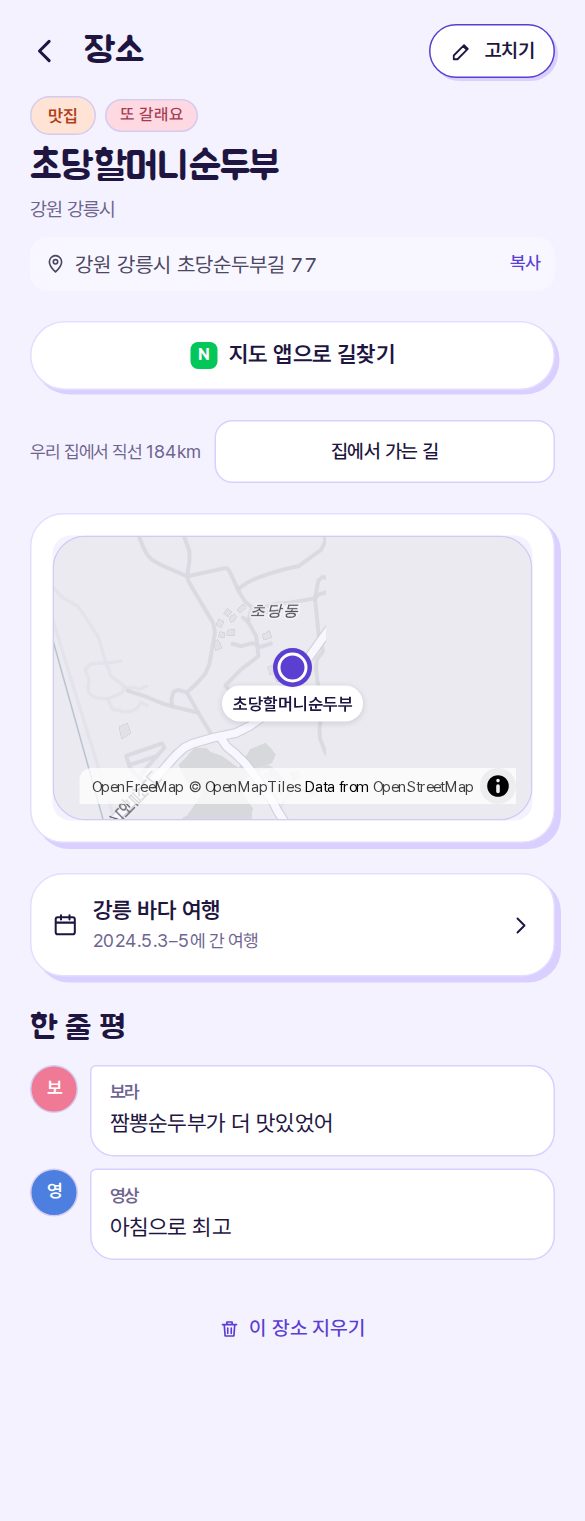 장소
고치기
맛집
또 갈래요
초당할머니순두부
강원 강릉시
강원 강릉시 초당순두부길 77
복사
N 지도 앱으로 길찾기
우리 집에서 직선 184km
집에서 가는 길
초당동
초당할머니순두부
OpenFreeMap © OpenMapTiles Data from OpenStreetMap
강릉 바다 여행
2024.5.3–5에 간 여행
한 줄 평
보
보라
짬뽕순두부가 더 맛있었어
영
영상
아침으로 최고
이 장소 지우기